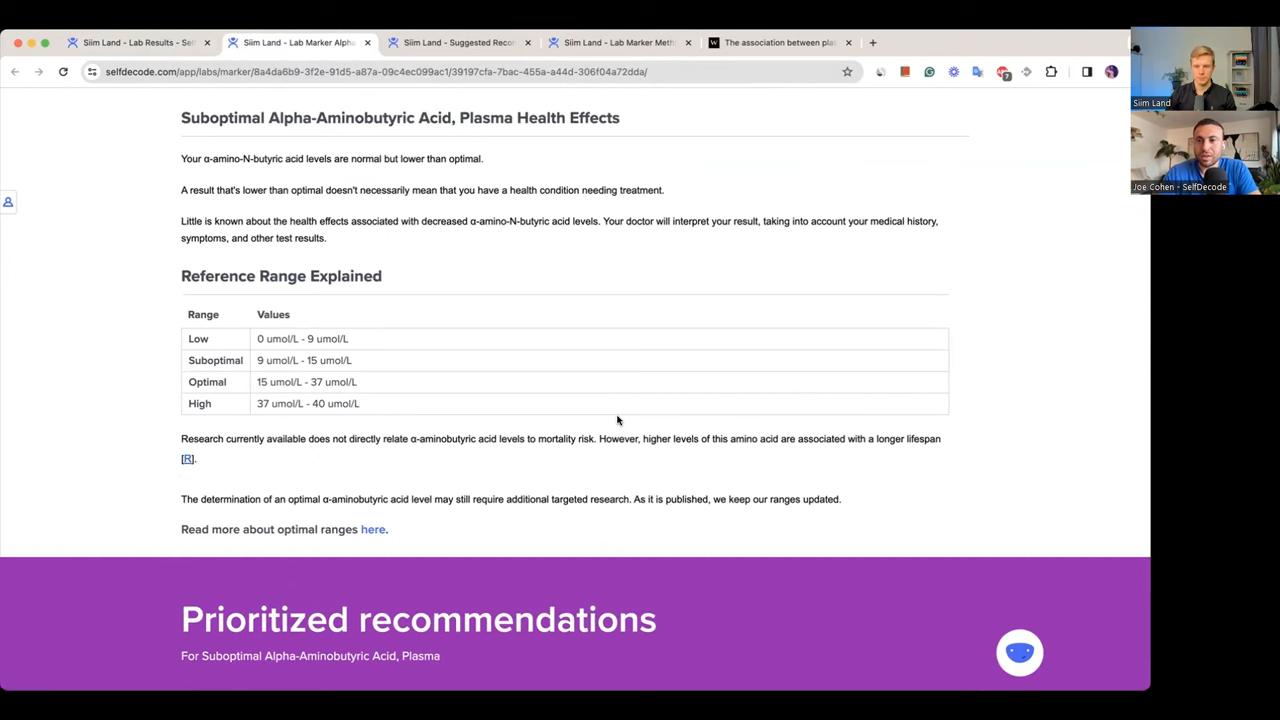 Siim Land - Lab Results - Self
Siim Land - Lab Marker Alpha
Siim Land - Suggested Recom
Siim Land - Lab Marker Meth
W The association between plas
selfdecode.com/app/labs/marker/8a4da6b9-3f2e-91d5-a87a-09c4ec099ac1/39197cfa-7bac-455a-a44d-306f04a72dda/
7
Siim Land
Joe Cohen - SelfDecode
Suboptimal Alpha-Aminobutyric Acid, Plasma Health Effects
Your α-amino-N-butyric acid levels are normal but lower than optimal.
A result that's lower than optimal doesn't necessarily mean that you have a health condition needing treatment.
Little is known about the health effects associated with decreased α-amino-N-butyric acid levels. Your doctor will interpret your result, taking into account your medical history,
symptoms, and other test results.
Reference Range Explained
Range Values
Low 0 umol/L - 9 umol/L
Suboptimal 9 umol/L - 15 umol/L
Optimal 15 umol/L - 37 umol/L
High 37 umol/L - 40 umol/L
Research currently available does not directly relate α-aminobutyric acid levels to mortality risk. However, higher levels of this amino acid are associated with a longer lifespan
[R].
The determination of an optimal α-aminobutyric acid level may still require additional targeted research. As it is published, we keep our ranges updated.
Read more about optimal ranges here.
Prioritized recommendations
For Suboptimal Alpha-Aminobutyric Acid, Plasma